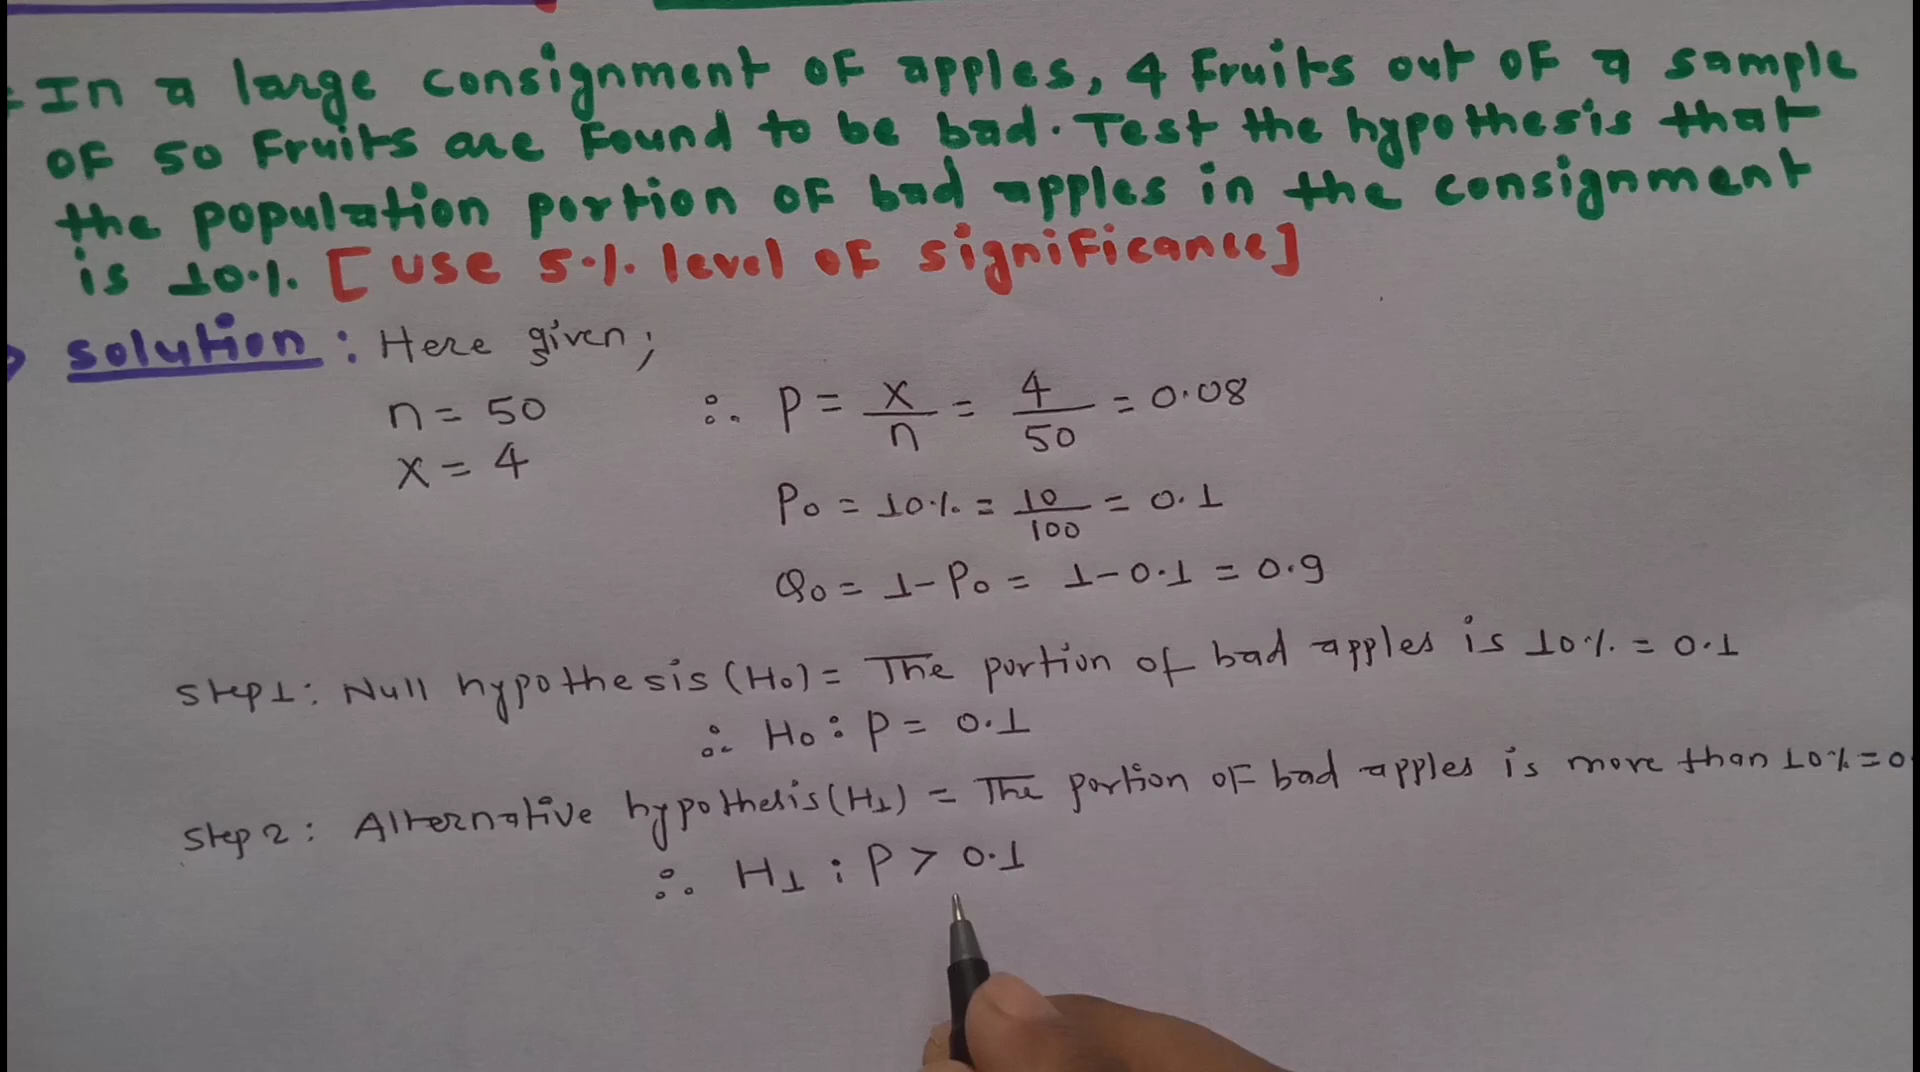 In a large consignment of apples, 4 fruits out of a sample
of 50 fruits are found to be bad. Test the hypothesis that
the population portion of bad apples in the consignment
is 10%. [use 5% level of significance]
Solution: Here given;
n = 50
x = 4
∴ p = x/n = 4/50 = 0.08
P₀ = 10% = 10/100 = 0.1
Q₀ = 1 - P₀ = 1 - 0.1 = 0.9
Step 1: Null hypothesis (H₀) = The portion of bad apples is 10% = 0.1
∴ H₀ : P = 0.1
Step 2: Alternative hypothesis (H₁) = The portion of bad apples is more than 10% = 0
∴ H₁ : P > 0.1